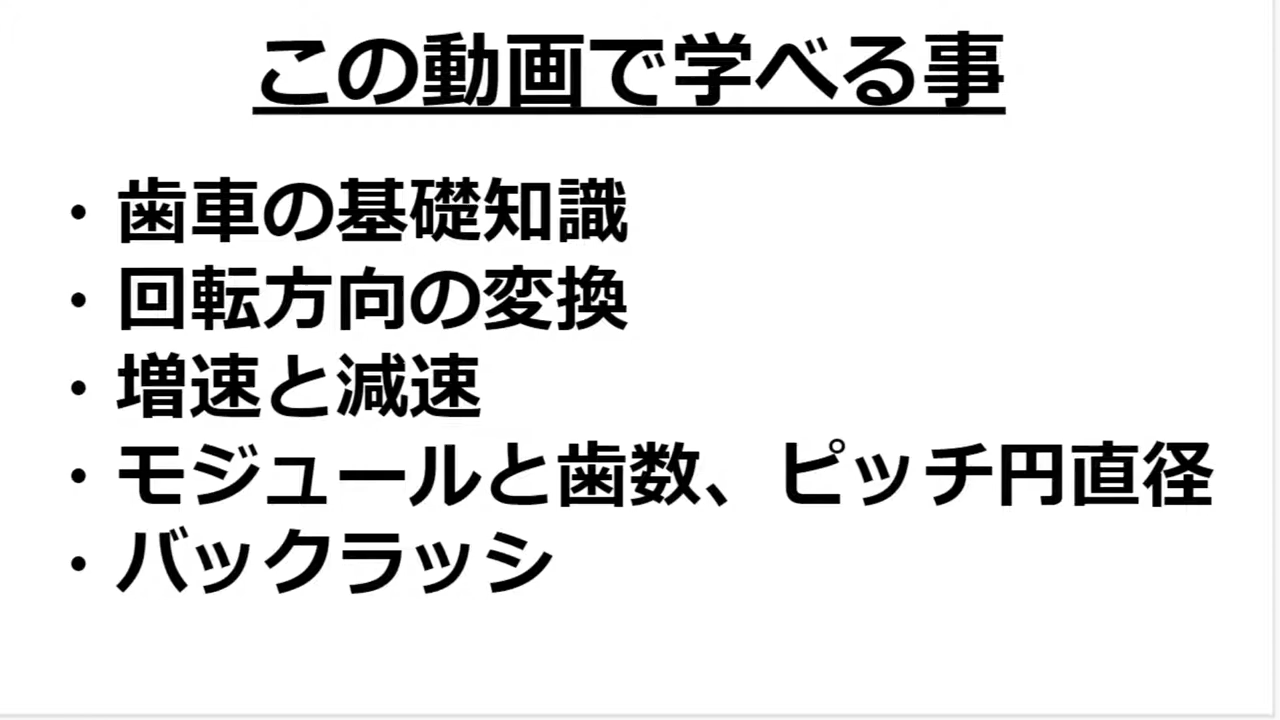 この動画で学べる事
・歯車の基礎知識
・回転方向の変換
・増速と減速
・モジュールと歯数、ピッチ円直径
・バックラッシ